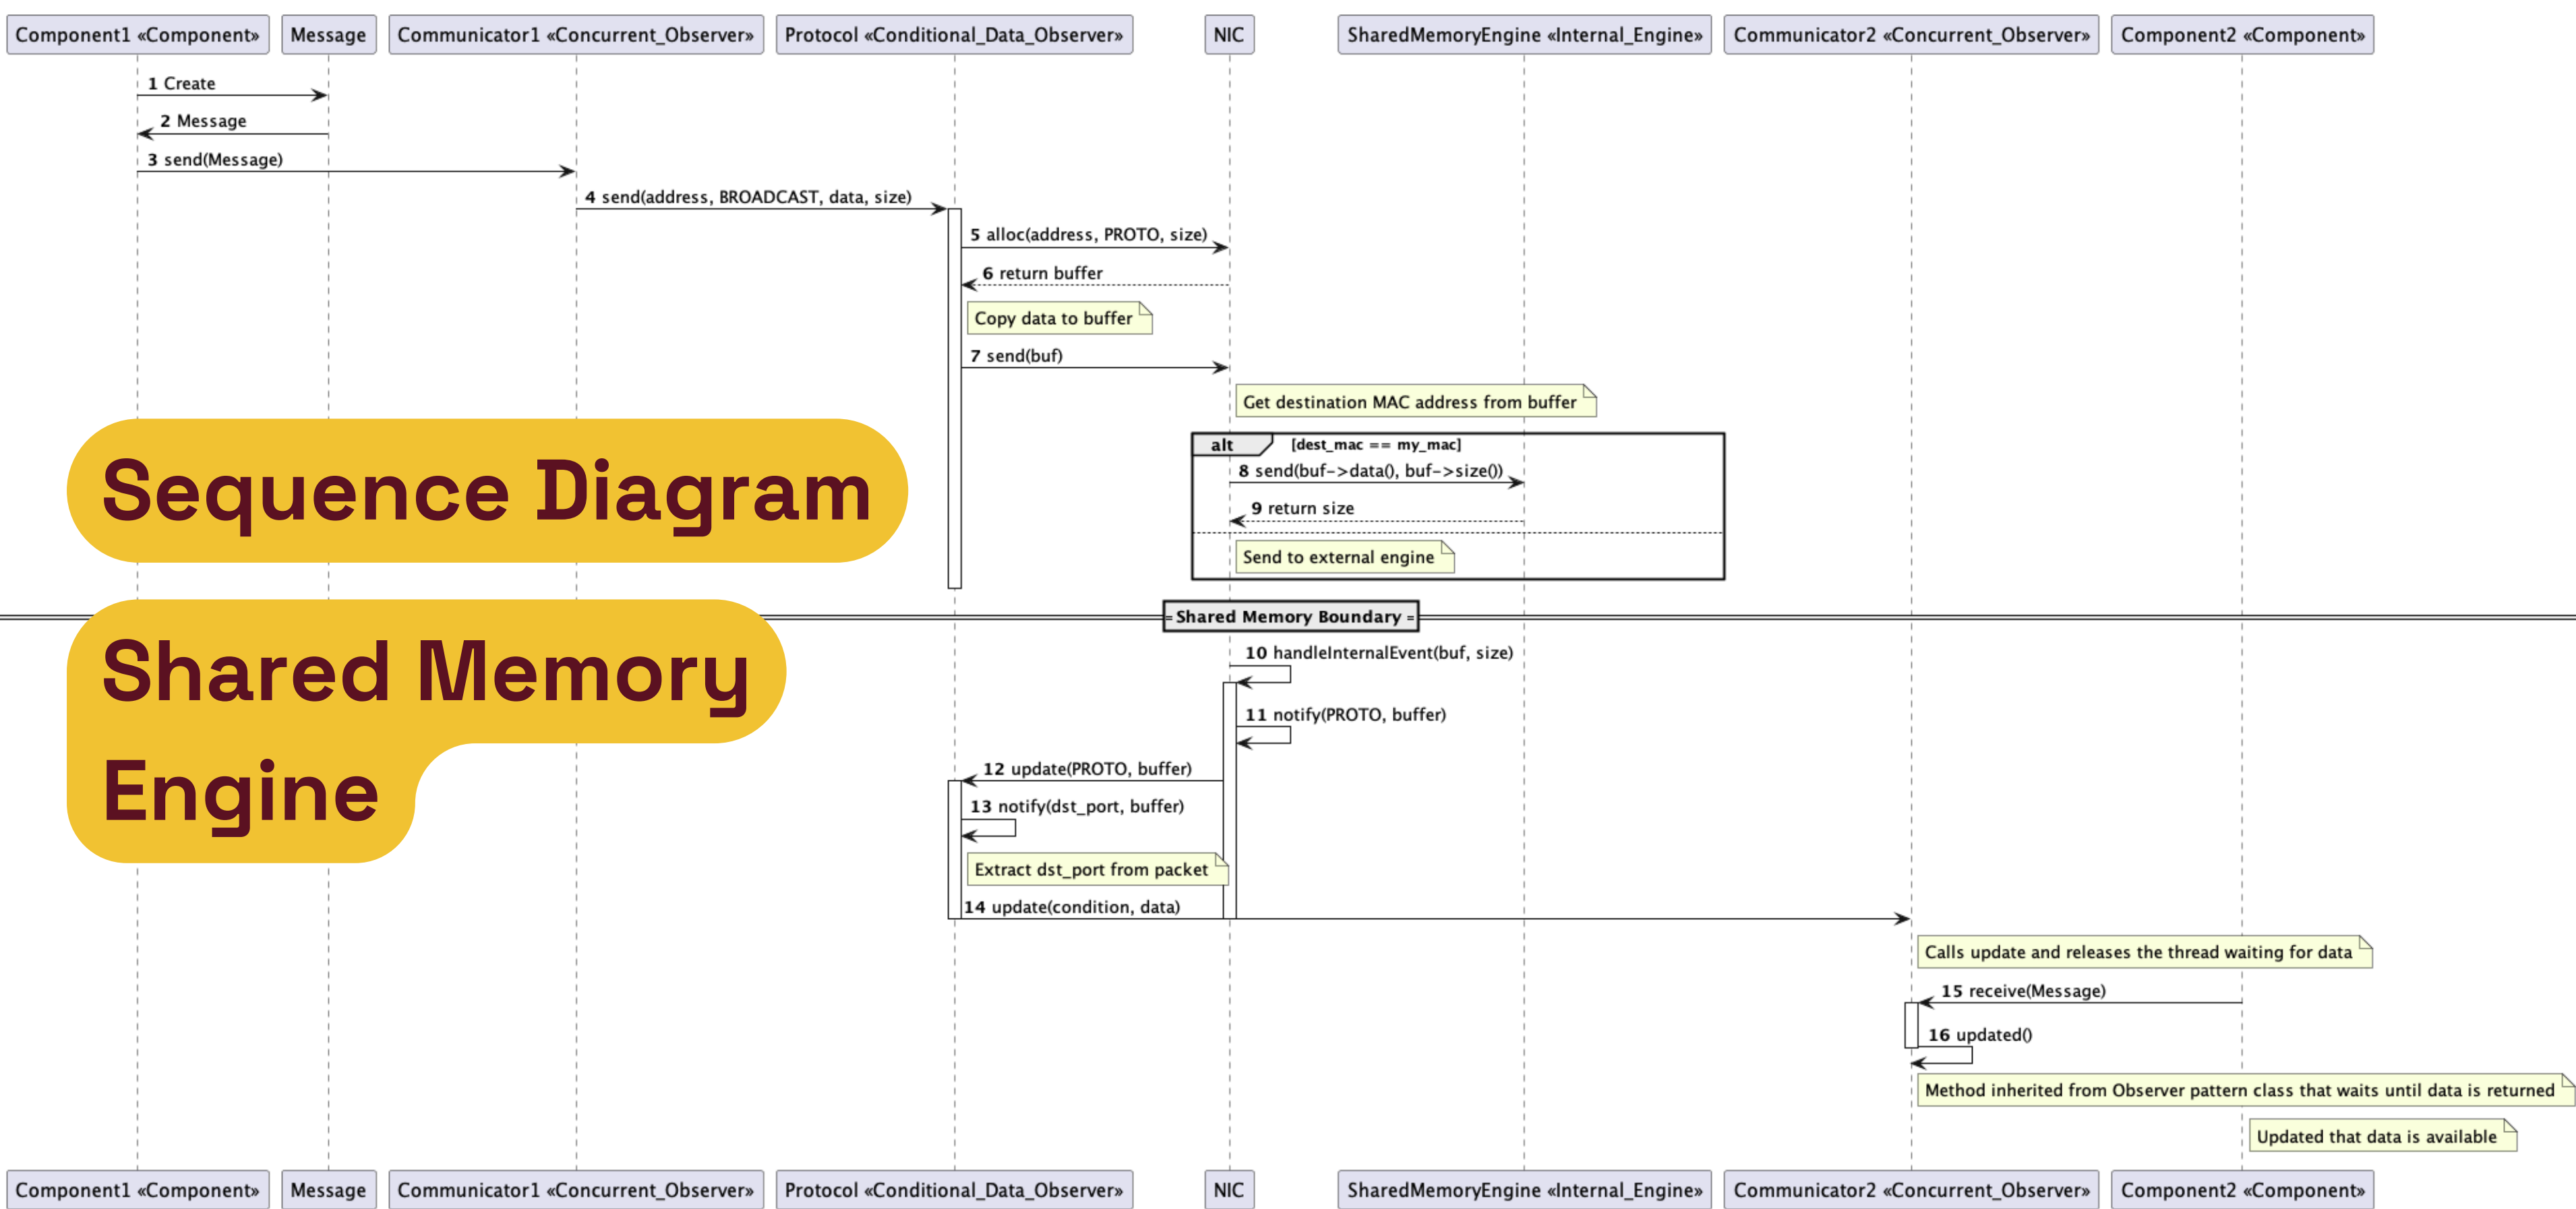 Component1 «Component»
Message
Communicator1 «Concurrent_Observer»
Protocol «Conditional_Data_Observer»
NIC
SharedMemoryEngine «Internal_Engine»
Communicator2 «Concurrent_Observer»
Component2 «Component»
1 Create
2 Message
3 send(Message)
4 send(address, BROADCAST, data, size)
5 alloc(address, PROTO, size)
6 return buffer
Copy data to buffer
7 send(buf)
Get destination MAC address from buffer
alt [dest_mac == my_mac]
8 send(buf->data(), buf->size())
9 return size
Send to external engine
Sequence Diagram
Shared Memory Boundary
Shared Memory
Engine
10 handleInternalEvent(buf, size)
11 notify(PROTO, buffer)
12 update(PROTO, buffer)
13 notify(dst_port, buffer)
Extract dst_port from packet
14 update(condition, data)
Calls update and releases the thread waiting for data
15 receive(Message)
16 updated()
Method inherited from Observer pattern class that waits until data is returned
Updated that data is available
Component1 «Component»
Message
Communicator1 «Concurrent_Observer»
Protocol «Conditional_Data_Observer»
NIC
SharedMemoryEngine «Internal_Engine»
Communicator2 «Concurrent_Observer»
Component2 «Component»